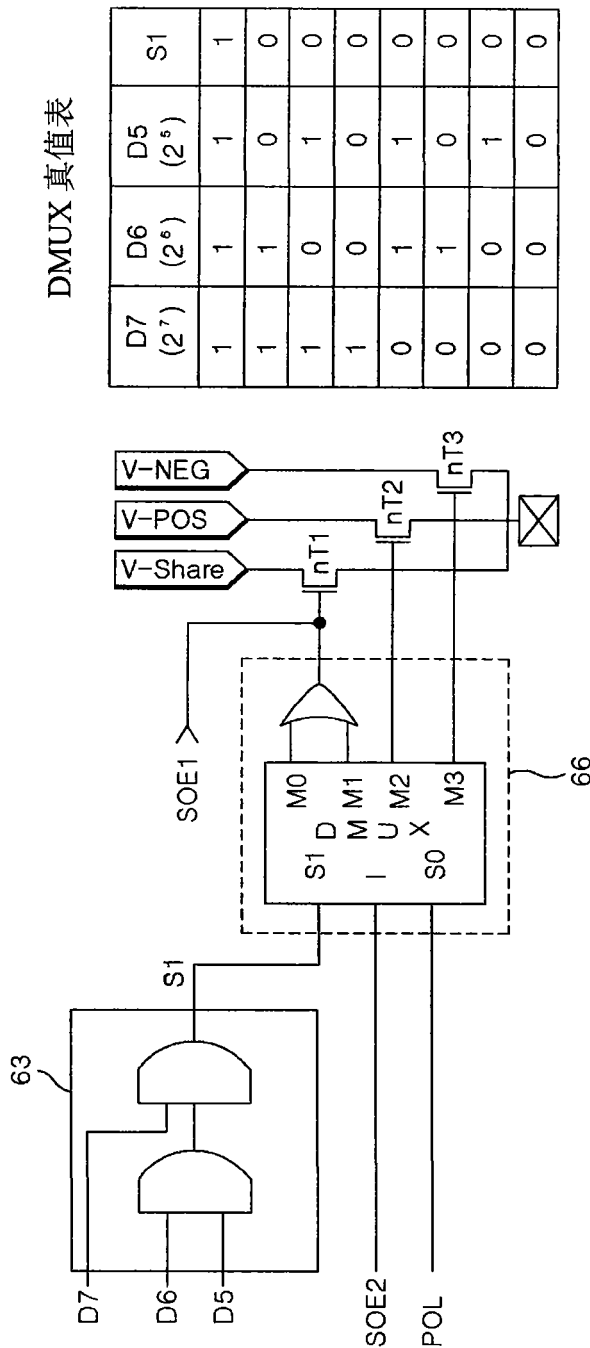 DMUX 真值表
D7 (2⁷) D6 (2⁶) D5 (2⁵) S1
1 1 1 1
1 1 0 0
1 0 1 0
1 0 0 0
0 1 1 0
0 1 0 0
0 0 1 0
0 0 0 0
63
D7
D6
D5
S1
SOE2
POL
SOE1
S1
I
S0
DMUX
M0
M1
M2
M3
66
V-Share
V-POS
V-NEG
nT1
nT2
nT3